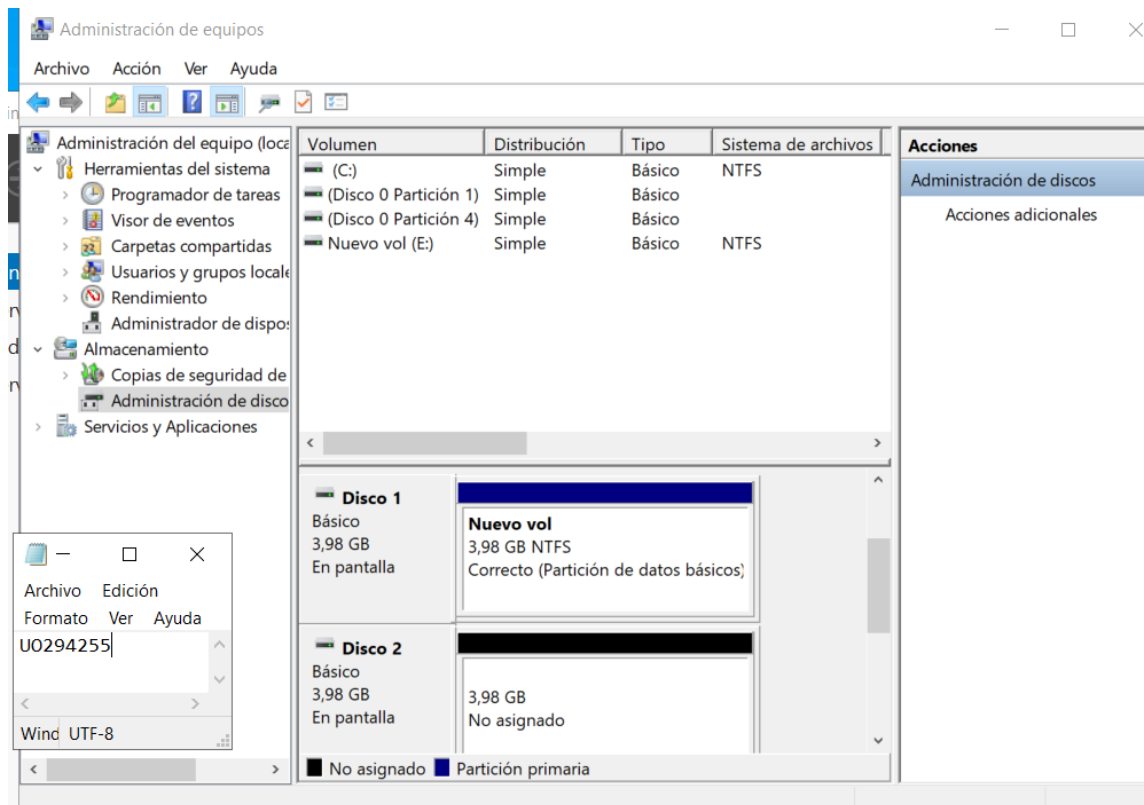 Administración de equipos
Archivo Acción Ver Ayuda
Administración del equipo (loca
Herramientas del sistema
Programador de tareas
Visor de eventos
Carpetas compartidas
Usuarios y grupos locale
Rendimiento
Administrador de dispos
Almacenamiento
Copias de seguridad de
Administración de disco
Servicios y Aplicaciones
Volumen Distribución Tipo Sistema de archivos
(C:) Simple Básico NTFS
(Disco 0 Partición 1) Simple Básico
(Disco 0 Partición 4) Simple Básico
Nuevo vol (E:) Simple Básico NTFS
Acciones
Administración de discos
Acciones adicionales
Disco 1
Básico
3,98 GB
En pantalla
Nuevo vol
3,98 GB NTFS
Correcto (Partición de datos básicos)
Disco 2
Básico
3,98 GB
En pantalla
3,98 GB
No asignado
No asignado Partición primaria
Archivo Edición
Formato Ver Ayuda
UO294255
Wind UTF-8